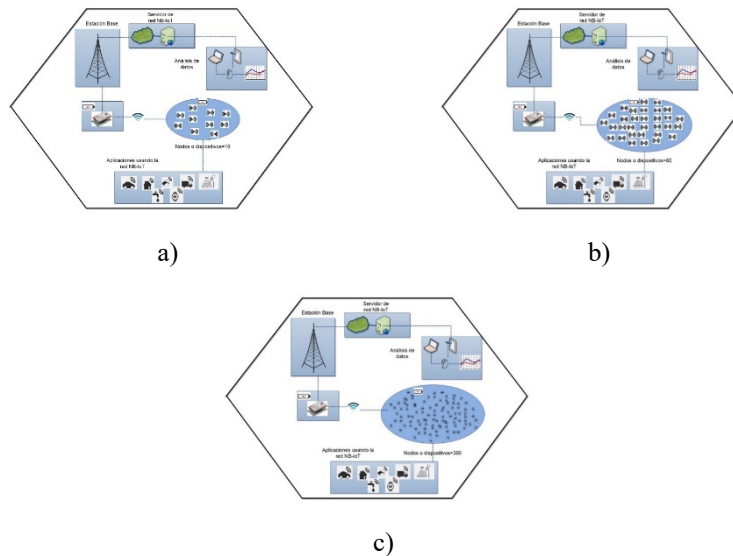 Servidor de
red NB-IoT
Estación Base
Análisis de
datos
Nodos o dispositivos=10
Aplicaciones usando la
red NB-IoT
a)
Servidor de
red NB-IoT
Estación Base
Análisis de
datos
Nodos o dispositivos=60
Aplicaciones usando la
red NB-IoT
b)
Servidor de
red NB-IoT
Estación Base
Análisis de
datos
Nodos o dispositivos=300
Aplicaciones usando la
red NB-IoT
c)